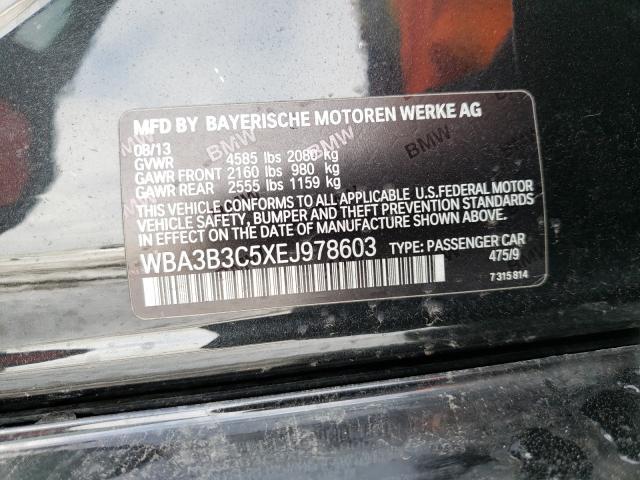 MFD BY BAYERISCHE MOTOREN WERKE AG
08/13
GVWR 4585 lbs 2080 kg
GAWR FRONT 2160 lbs 980 kg
GAWR REAR 2555 lbs 1159 kg
THIS VEHICLE CONFORMS TO ALL APPLICABLE U.S.FEDERAL MOTOR
VEHICLE SAFETY, BUMPER, AND THEFT PREVENTION STANDARDS
IN EFFECT ON THE DATE OF MANUFACTURE SHOWN ABOVE.
WBA3B3C5XEJ978603 TYPE: PASSENGER CAR
475/9
7 315 814